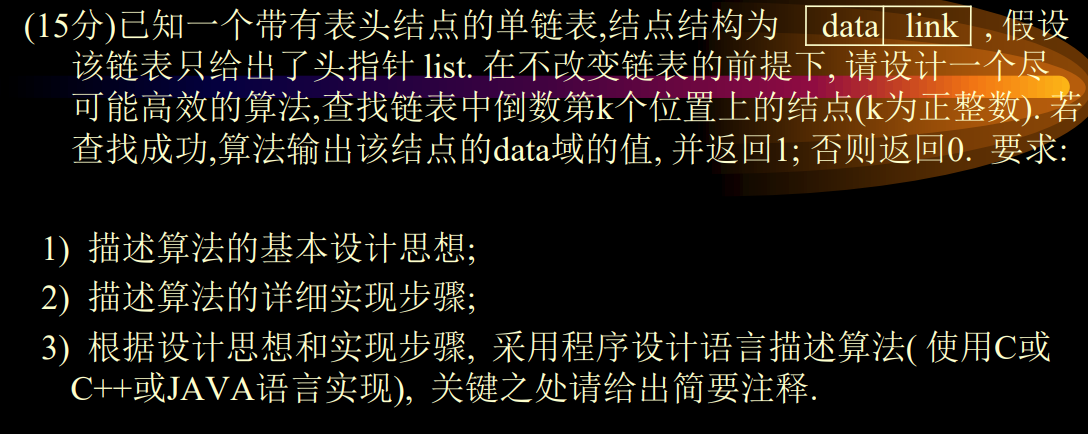 (15分)已知一个带有表头结点的单链表,结点结构为 data link , 假设
该链表只给出了头指针 list. 在不改变链表的前提下, 请设计一个尽
可能高效的算法,查找链表中倒数第k个位置上的结点(k为正整数). 若
查找成功,算法输出该结点的data域的值, 并返回1; 否则返回0. 要求:
1) 描述算法的基本设计思想;
2) 描述算法的详细实现步骤;
3) 根据设计思想和实现步骤, 采用程序设计语言描述算法( 使用C或
C++或JAVA语言实现), 关键之处请给出简要注释.